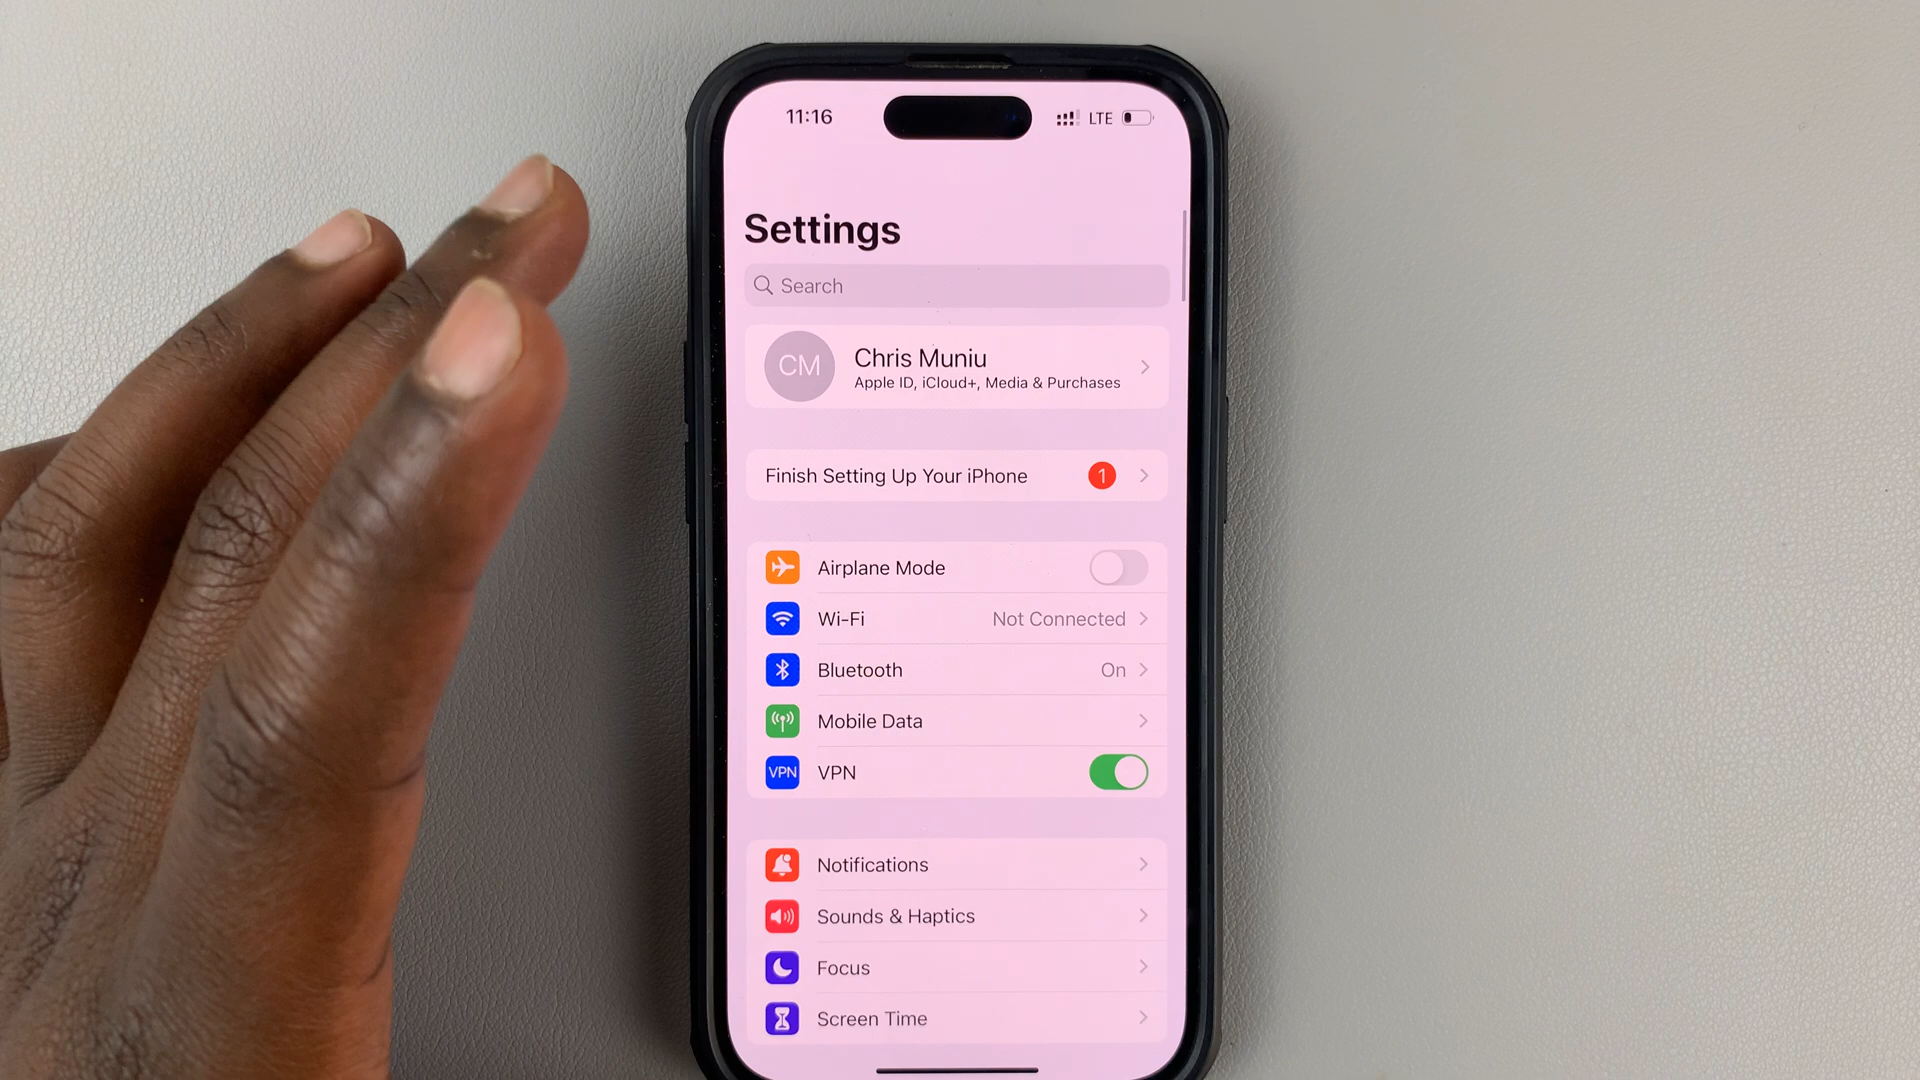 11:16 LTE
Settings
Search
CM
Chris Muniu
Apple ID, iCloud+, Media & Purchases
Finish Setting Up Your iPhone 1
Airplane Mode
Wi-Fi Not Connected
Bluetooth On
Mobile Data
VPN VPN
Notifications
Sounds & Haptics
Focus
Screen Time